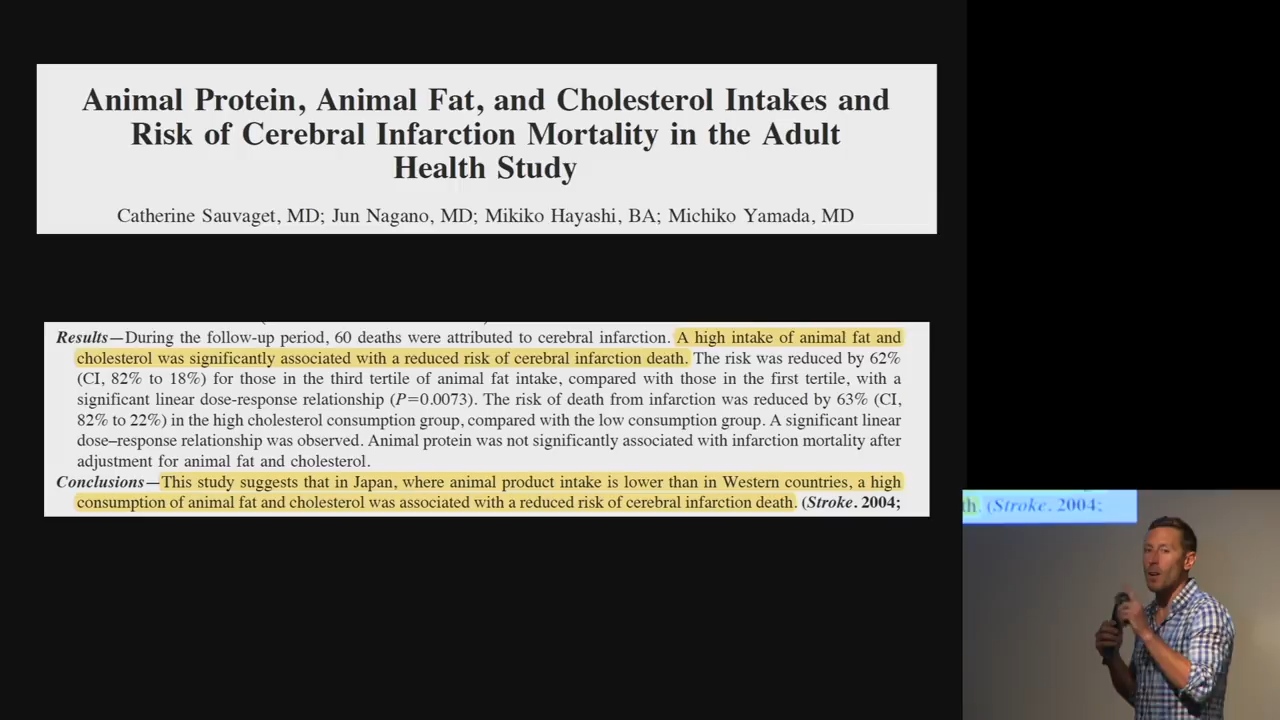 Animal Protein, Animal Fat, and Cholesterol Intakes and
Risk of Cerebral Infarction Mortality in the Adult
Health Study
Catherine Sauvaget, MD; Jun Nagano, MD; Mikiko Hayashi, BA; Michiko Yamada, MD
Results—During the follow-up period, 60 deaths were attributed to cerebral infarction. A high intake of animal fat and
cholesterol was significantly associated with a reduced risk of cerebral infarction death. The risk was reduced by 62%
(CI, 82% to 18%) for those in the third tertile of animal fat intake, compared with those in the first tertile, with a
significant linear dose-response relationship (P=0.0073). The risk of death from infarction was reduced by 63% (CI,
82% to 22%) in the high cholesterol consumption group, compared with the low consumption group. A significant linear
dose–response relationship was observed. Animal protein was not significantly associated with infarction mortality after
adjustment for animal fat and cholesterol.
Conclusions—This study suggests that in Japan, where animal product intake is lower than in Western countries, a high
consumption of animal fat and cholesterol was associated with a reduced risk of cerebral infarction death. (Stroke. 2004;
th. (Stroke. 2004;